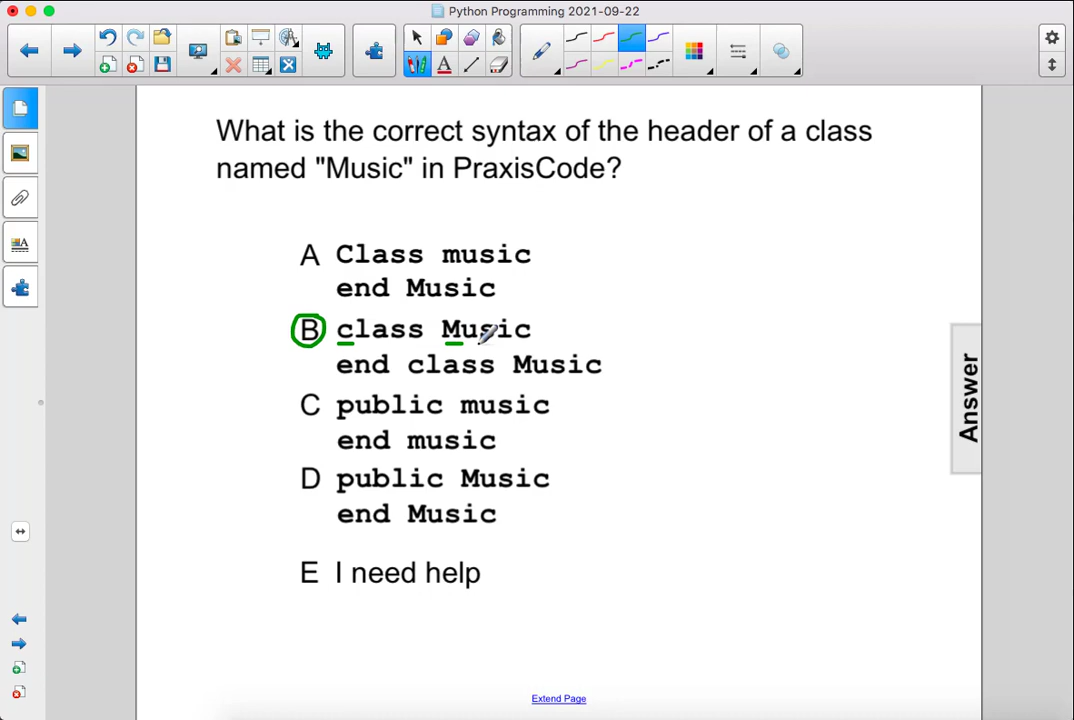 Python Programming 2021-09-22
What is the correct syntax of the header of a class
named "Music" in PraxisCode?
A Class music
end Music
B class Music
end class Music
C public music
end music
D public Music
end Music
E I need help
Answer
Extend Page